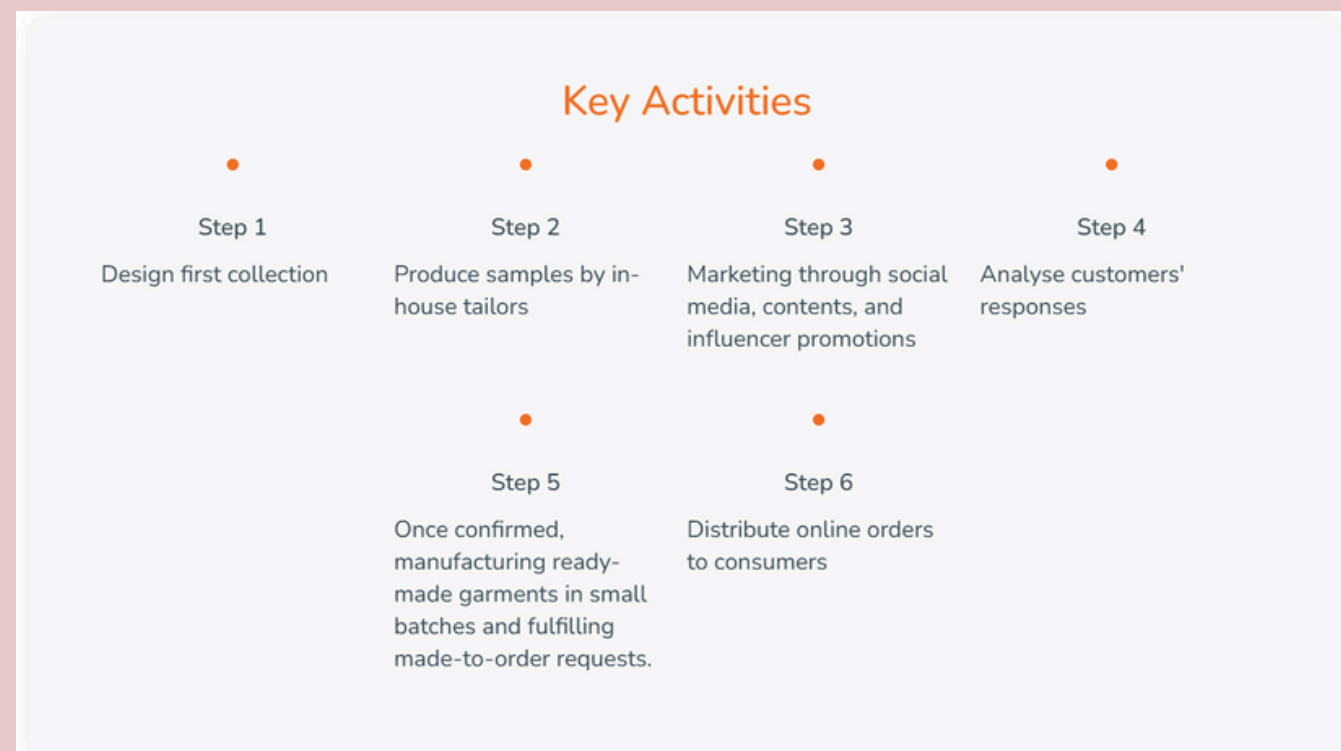 Key Activities
Step 1
Design first collection
Step 2
Produce samples by in-
house tailors
Step 3
Marketing through social
media, contents, and
influencer promotions
Step 4
Analyse customers'
responses
Step 5
Once confirmed,
manufacturing ready-
made garments in small
batches and fulfilling
made-to-order requests.
Step 6
Distribute online orders
to consumers